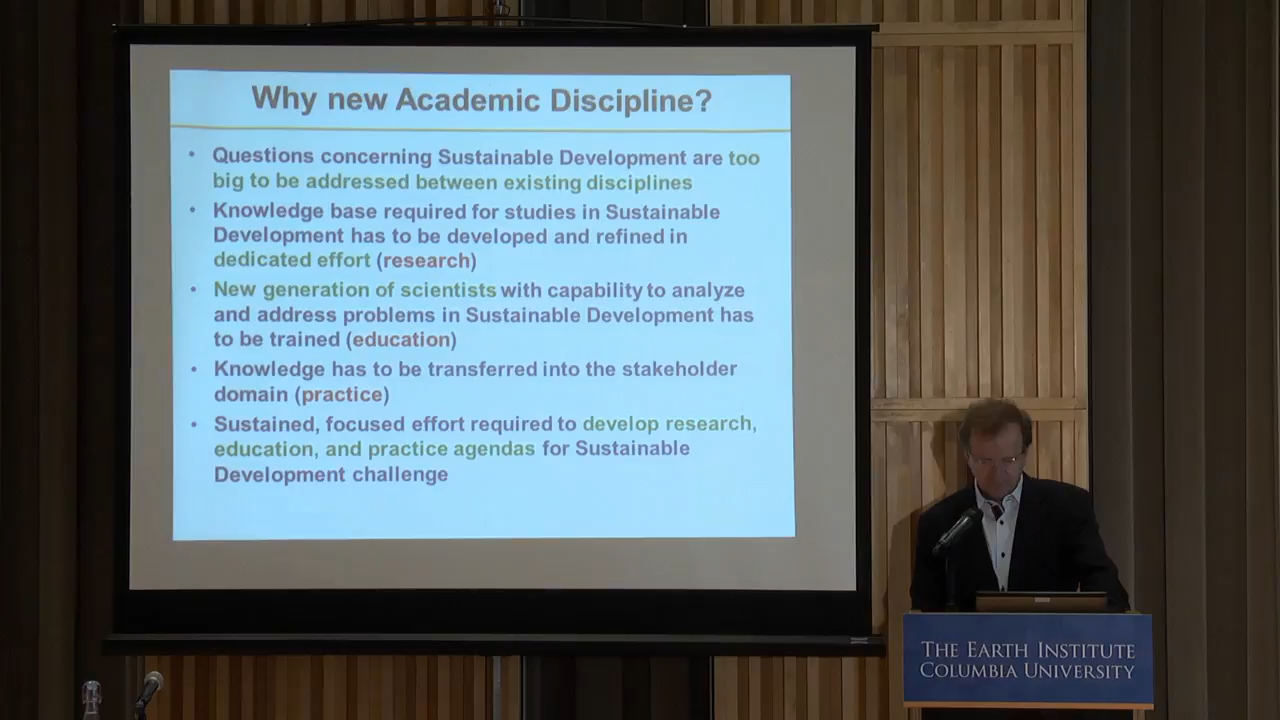 Why new Academic Discipline?
• Questions concerning Sustainable Development are too
big to be addressed between existing disciplines
• Knowledge base required for studies in Sustainable
Development has to be developed and refined in
dedicated effort (research)
• New generation of scientists with capability to analyze
and address problems in Sustainable Development has
to be trained (education)
• Knowledge has to be transferred into the stakeholder
domain (practice)
• Sustained, focused effort required to develop research,
education, and practice agendas for Sustainable
Development challenge
THE EARTH INSTITUTE
COLUMBIA UNIVERSITY